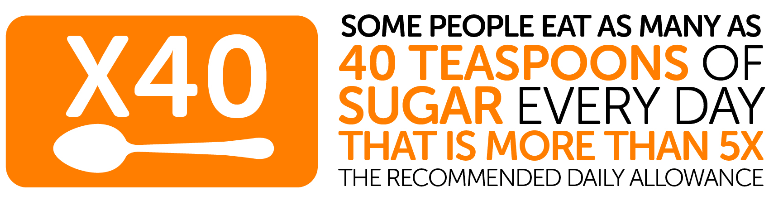 X40
SOME PEOPLE EAT AS MANY AS
40 TEASPOONS OF
SUGAR EVERY DAY
THAT IS MORE THAN 5X
THE RECOMMENDED DAILY ALLOWANCE